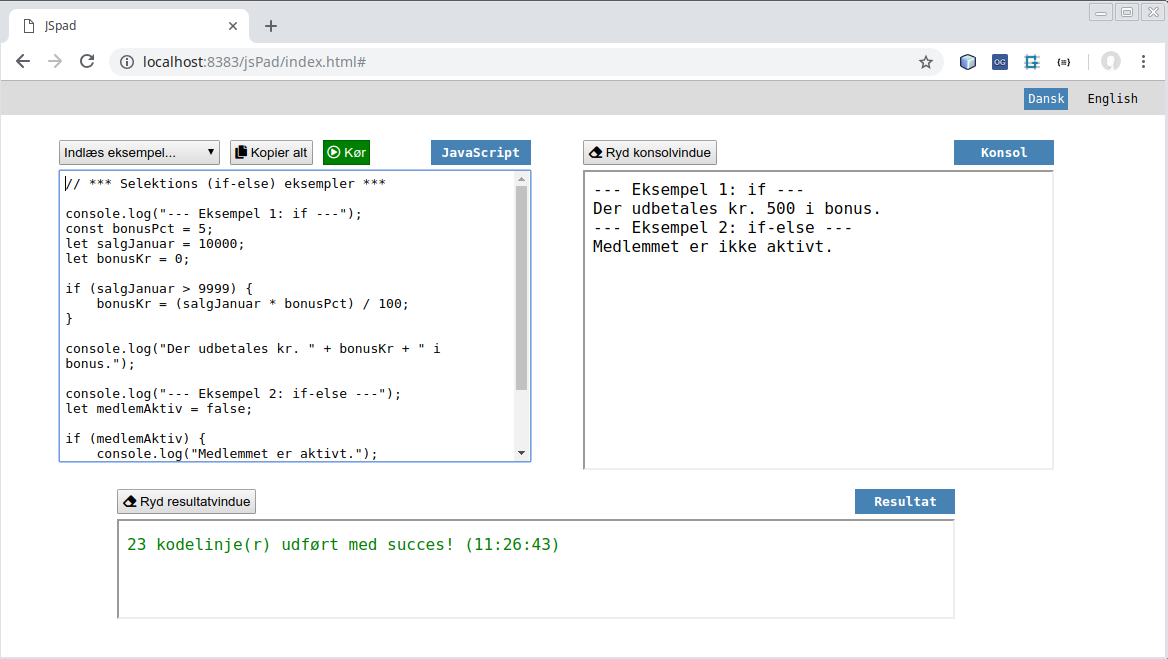 JSpad
localhost:8383/jsPad/index.html#
OG
Dansk English
Indlæs eksempel... Kopier alt Kør JavaScript
// *** Selektions (if-else) eksempler ***
console.log("--- Eksempel 1: if ---");
const bonusPct = 5;
let salgJanuar = 10000;
let bonusKr = 0;
if (salgJanuar > 9999) {
    bonusKr = (salgJanuar * bonusPct) / 100;
}
console.log("Der udbetales kr. " + bonusKr + " i
bonus.");
console.log("--- Eksempel 2: if-else ---");
let medlemAktiv = false;
if (medlemAktiv) {
    console.log("Medlemmet er aktivt.");
Ryd konsolvindue Konsol
--- Eksempel 1: if ---
Der udbetales kr. 500 i bonus.
--- Eksempel 2: if-else ---
Medlemmet er ikke aktivt.
Ryd resultatvindue Resultat
23 kodelinje(r) udført med succes! (11:26:43)